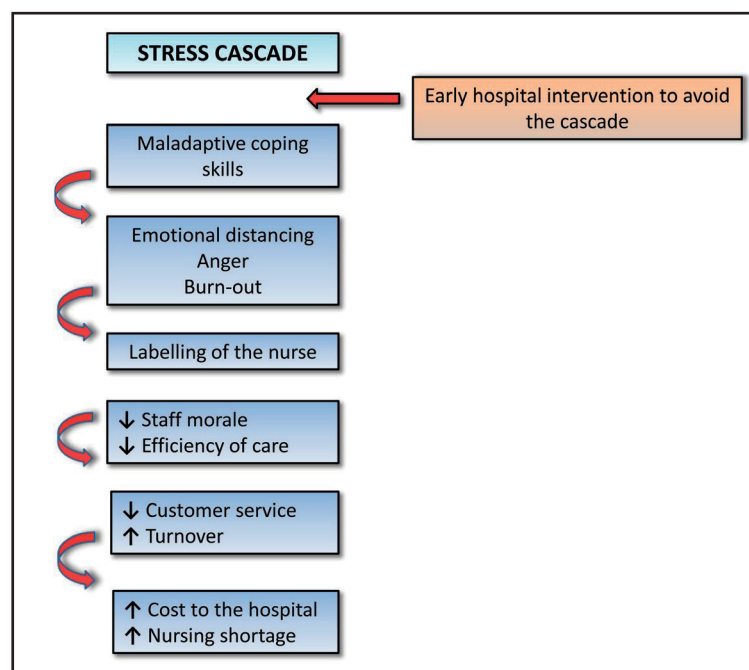 STRESS CASCADE
Early hospital intervention to avoid
the cascade
Maladaptive coping
skills
Emotional distancing
Anger
Burn-out
Labelling of the nurse
↓ Staff morale
↓ Efficiency of care
↓ Customer service
↑ Turnover
↑ Cost to the hospital
↑ Nursing shortage